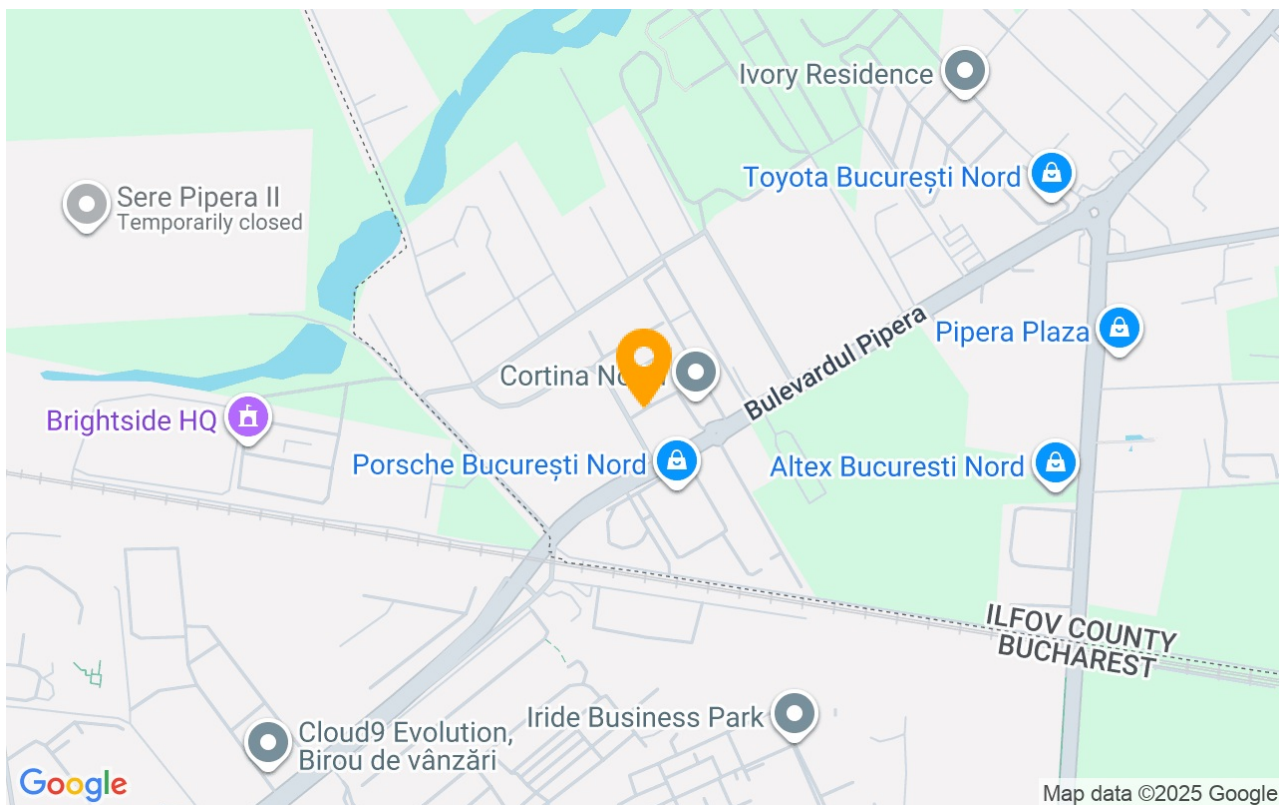 Ivory Residence
Toyota București Nord
Sere Pipera II
Temporarily closed
Bulevardul Pipera
Pipera Plaza
Cortina
Brightside HQ
Porsche București Nord
Altex Bucuresti Nord
ILFOV COUNTY
BUCHAREST
Iride Business Park
Cloud9 Evolution,
Birou de vânzări
Google
Map data ©2025 Google